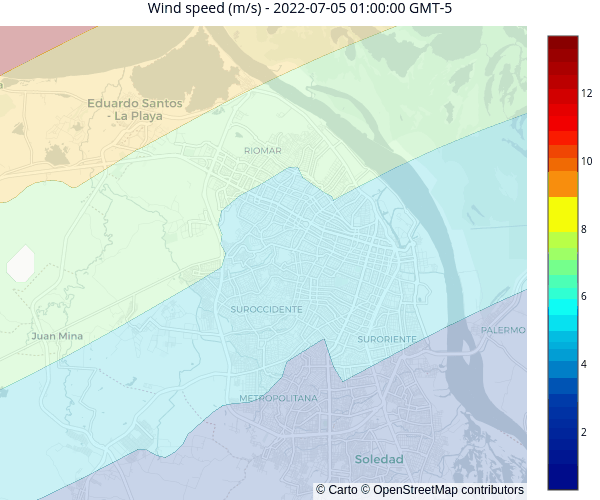 Wind speed (m/s) - 2022-07-05 01:00:00 GMT-5
Eduardo Santos
- La Playa
RIOMAR
SUROCCIDENTE
Juan Mina
SURORIENTE
PALERMO
METROPOLITANA
Soledad
© Carto © OpenStreetMap contributors
12
10
8
6
4
2